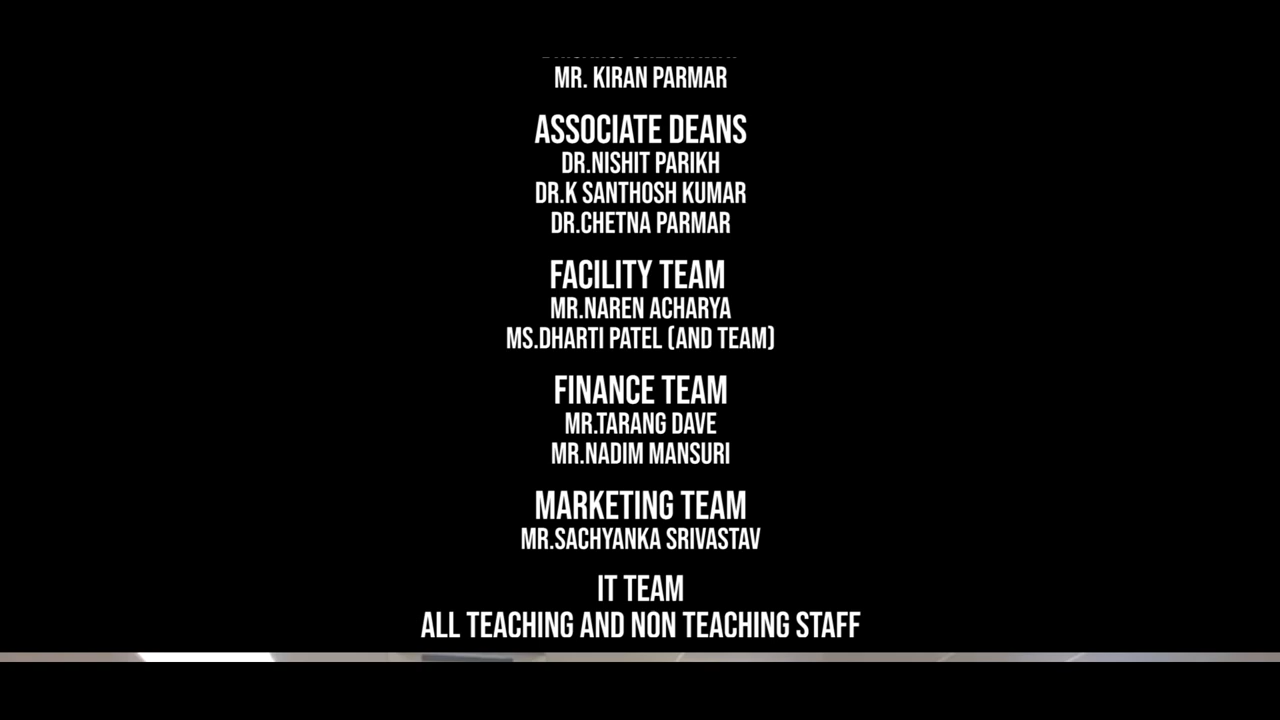 MR. KIRAN PARMAR
ASSOCIATE DEANS
DR.NISHIT PARIKH
DR.K SANTHOSH KUMAR
DR.CHETNA PARMAR
FACILITY TEAM
MR.NAREN ACHARYA
MS.DHARTI PATEL (AND TEAM)
FINANCE TEAM
MR.TARANG DAVE
MR.NADIM MANSURI
MARKETING TEAM
MR.SACHYANKA SRIVASTAV
IT TEAM
ALL TEACHING AND NON TEACHING STAFF